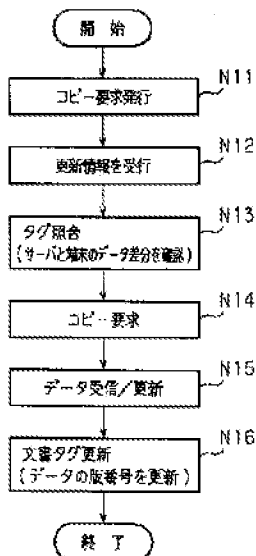 開 始
コピー要求発行
N11
更新情報を受行
N12
タグ照合
(サーバと端末のデータ差分を確認)
N13
コピー要求
N14
データ受信/更新
N15
文書タグ更新
(データの版番号を更新)
N16
終 了